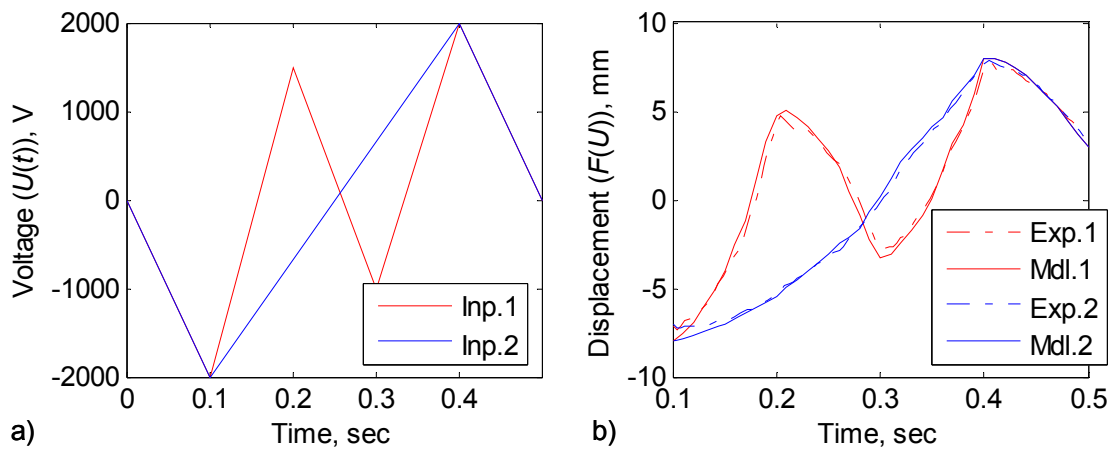 2000
1000
0
-1000
-2000
Voltage (U(t)), V
Inp.1
Inp.2
0
0.1
0.2
0.3
0.4
Time, sec
a)
10
5
0
-5
-10
Displacement (F(U)), mm
Exp.1
Mdl.1
Exp.2
Mdl.2
0.1
0.2
0.3
0.4
0.5
Time, sec
b)